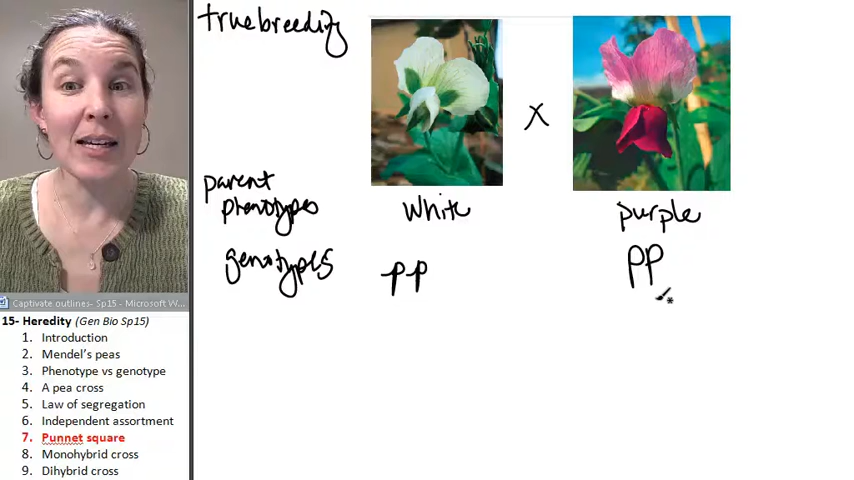 truebreedify
X
parent
phenotypes
white
purple
genotypes
pp
PP
Captivate outlines- Sp15 - Microsoft W...
15- Heredity (Gen Bio Sp15)
1. Introduction
2. Mendel's peas
3. Phenotype vs genotype
4. A pea cross
5. Law of segregation
6. Independent assortment
7. Punnet square
8. Monohybrid cross
9. Dihybrid cross